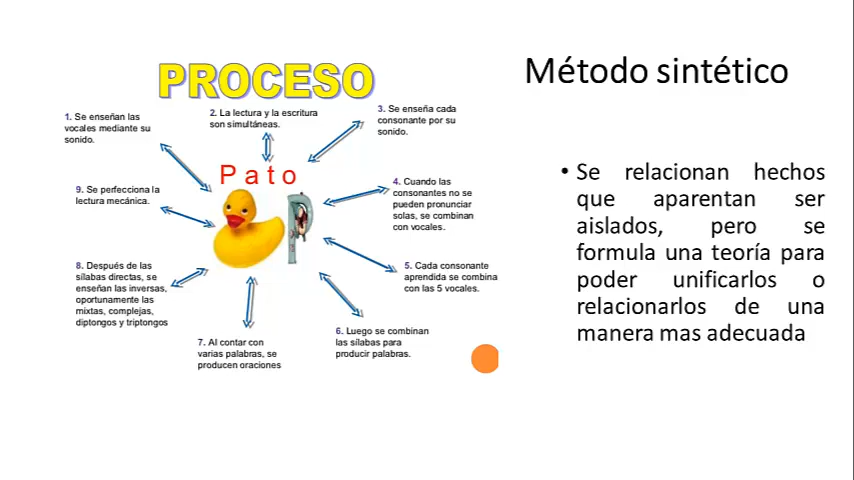 PROCESO
Método sintético
1. Se enseñan las
vocales mediante su
sonido.
2. La lectura y la escritura
son simultáneas.
3. Se enseña cada
consonante por su
sonido.
Pato
4. Cuando las
consonantes no se
pueden pronunciar
solas, se combinan
con vocales.
5. Cada consonante
aprendida se combina
con las 5 vocales.
6. Luego se combinan
las sílabas para
producir palabras.
7. Al contar con
varias palabras, se
producen oraciones
8. Después de las
sílabas directas, se
enseñan las inversas,
oportunamente las
mixtas, complejas,
diptongos y triptongos
9. Se perfecciona la
lectura mecánica.
P
• Se relacionan hechos
que aparentan ser
aislados, pero se
formula una teoría para
poder unificarlos o
relacionarlos de una
manera mas adecuada